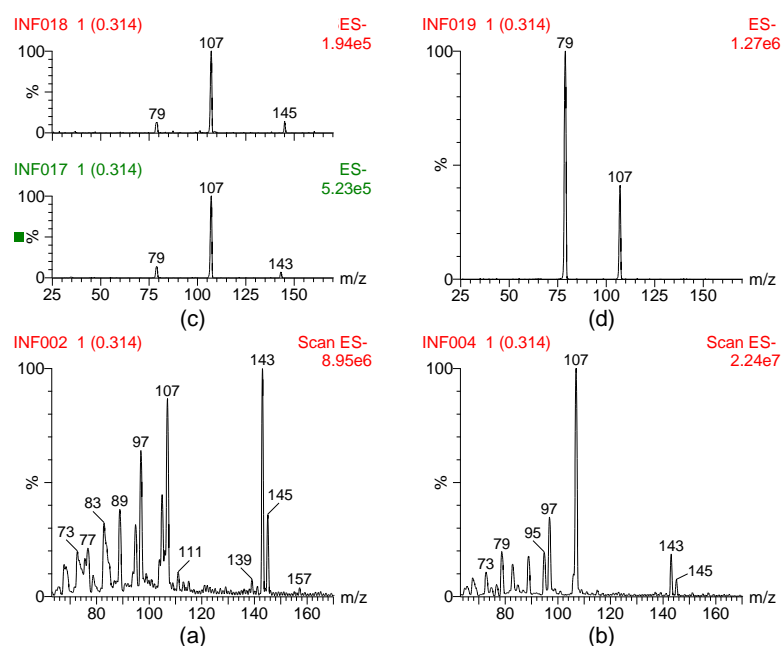 INF018 1 (0.314)
ES-
1.94e5
100
%
0
107
79
145
50
100
150
INF017 1 (0.314)
ES-
5.23e5
100
%
0
107
79
143
25
50
75
100
125
150
m/z
(c)
INF019 1 (0.314)
ES-
1.27e6
100
%
0
79
107
25
50
75
100
125
150
m/z
(d)
INF002 1 (0.314)
Scan ES-
8.95e6
100
%
0
143
107
97
145
89
83
73
77
111
139
157
80
100
120
140
160
m/z
(a)
INF004 1 (0.314)
Scan ES-
2.24e7
100
%
0
107
97
95
79
73
143
145
80
100
120
140
160
m/z
(b)